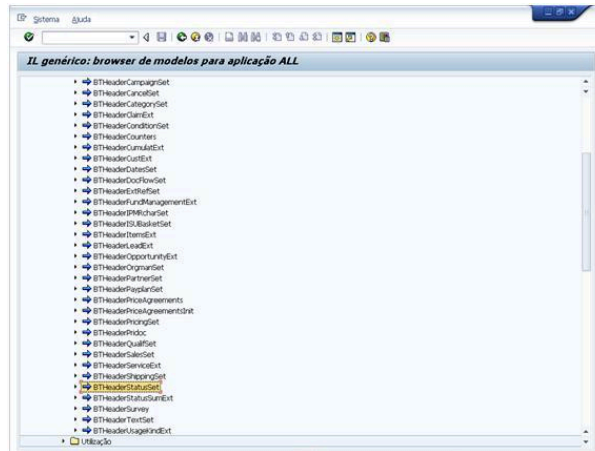 Sistema Ajuda
IL genérico: browser de modelos para aplicação ALL
BTHeaderCampaignSet
BTHeaderCancelSet
BTHeaderCategorySet
BTHeaderClaimExt
BTHeaderConditionSet
BTHeaderCounters
BTHeaderCumulatExt
BTHeaderCustExt
BTHeaderDatesSet
BTHeaderDocFlowSet
BTHeaderExtRefSet
BTHeaderFundManagementExt
BTHeaderIPMRcharSet
BTHeaderISUBasketSet
BTHeaderItemsExt
BTHeaderLeadExt
BTHeaderOpportunityExt
BTHeaderOrgmanSet
BTHeaderPartnerSet
BTHeaderPayplanSet
BTHeaderPriceAgreements
BTHeaderPriceAgreementsInit
BTHeaderPricingSet
BTHeaderPridoc
BTHeaderQualifSet
BTHeaderSalesSet
BTHeaderServiceExt
BTHeaderShippingSet
BTHeaderStatusSet
BTHeaderStatusSumExt
BTHeaderSurvey
BTHeaderTextSet
BTHeaderUsageKindExt
Utilização